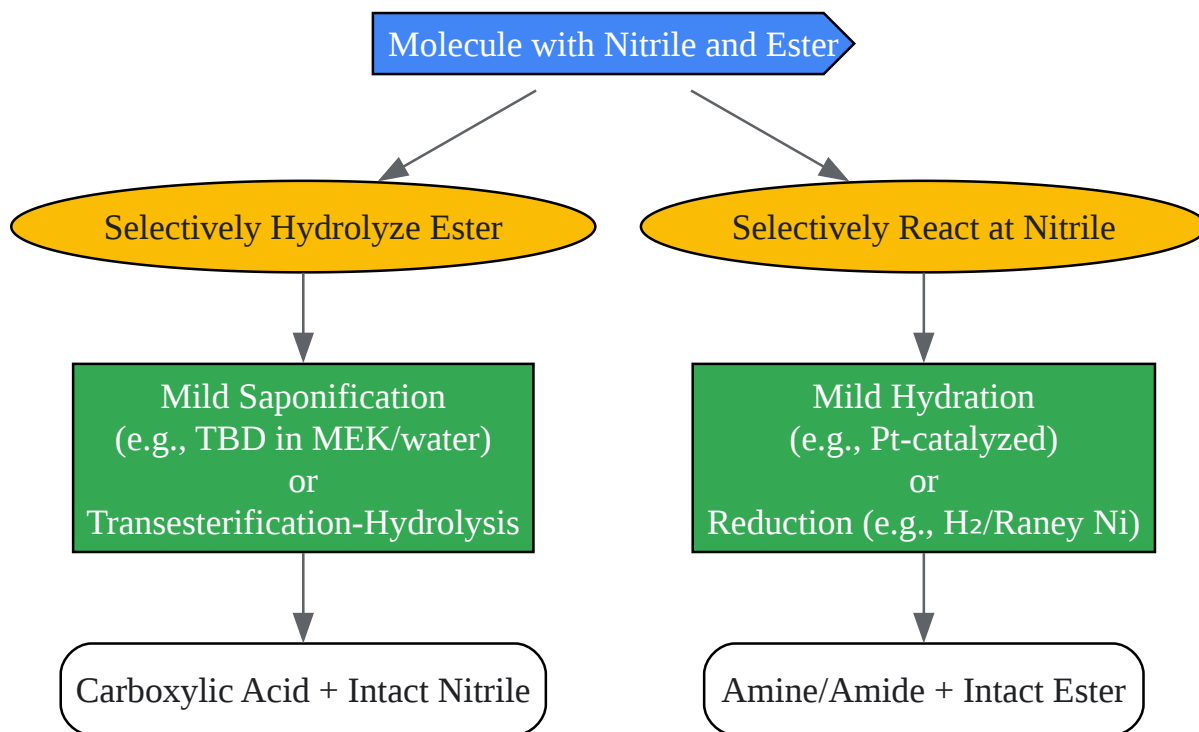 Molecule with Nitrile and Ester
Selectively Hydrolyze Ester
Selectively React at Nitrile
Mild Saponification
(e.g., TBD in MEK/water)
or
Transesterification-Hydrolysis
Mild Hydration
(e.g., Pt-catalyzed)
or
Reduction (e.g., H₂/Raney Ni)
Carboxylic Acid + Intact Nitrile
Amine/Amide + Intact Ester